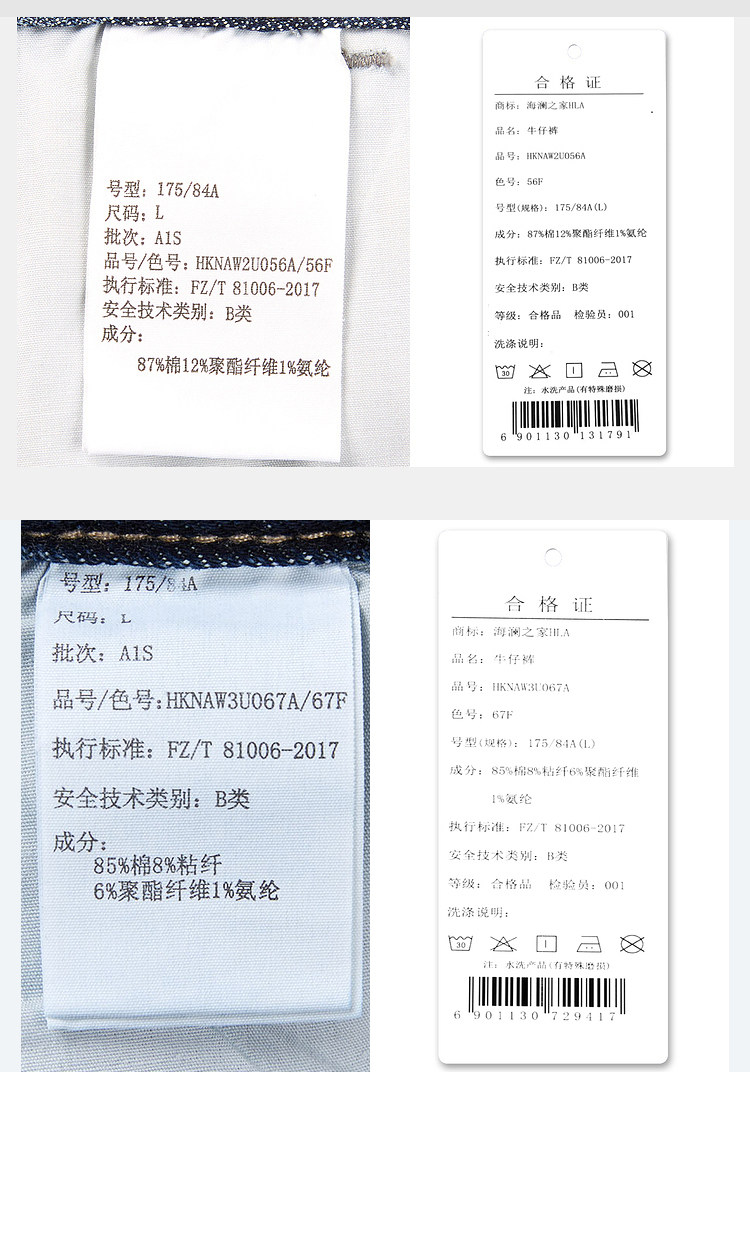 号型：175/84A
尺码：L
批次：A1S
品号/色号：HKNAW2U056A/56F
执行标准：FZ/T 81006-2017
安全技术类别：B类
成分：
87%棉12%聚酯纤维1%氨纶
合格证
商标：海澜之家HLA
品名：牛仔裤
品号：HKNAW2U056A
色号：56F
号型(规格)：175/84A(L)
成分：87%棉12%聚酯纤维1%氨纶
执行标准：FZ/T 81006-2017
安全技术类别：B类
等级：合格品 检验员：001
洗涤说明：
30
注：水洗产品(有特殊磨损)
6 901130 131791
号型：175/84A
尺码：L
批次：A1S
品号/色号：HKNAW3U067A/67F
执行标准：FZ/T 81006-2017
安全技术类别：B类
成分：
85%棉8%粘纤
6%聚酯纤维1%氨纶
合格证
商标：海澜之家HLA
品名：牛仔裤
品号：HKNAW3U067A
色号：67F
号型(规格)：175/84A(L)
成分：85%棉8%粘纤6%聚酯纤维
1%氨纶
执行标准：FZ/T 81006-2017
安全技术类别：B类
等级：合格品 检验员：001
洗涤说明：
30
注：水洗产品(有特殊磨损)
6 901130 729417